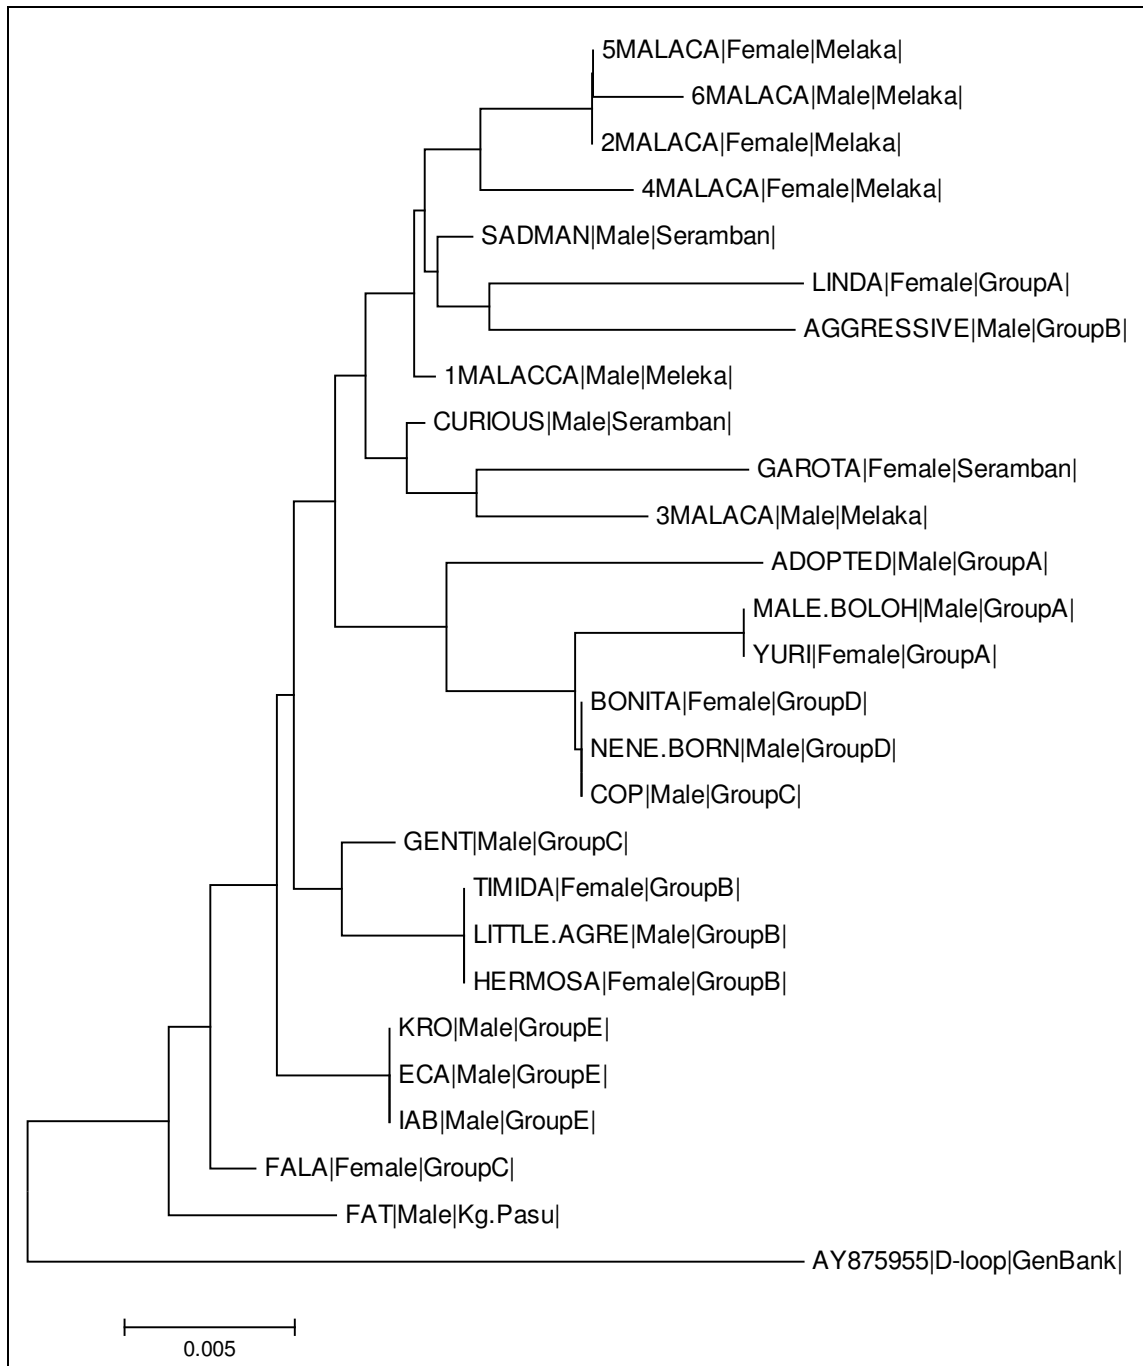 5MALACA|Female|Melaka|
6MALACA|Male|Melaka|
2MALACA|Female|Melaka|
4MALACA|Female|Melaka|
SADMAN|Male|Seramban|
LINDA|Female|GroupA|
AGGRESSIVE|Male|GroupB|
1MALACCA|Male|Meleka|
CURIOUS|Male|Seramban|
GAROTA|Female|Seramban|
3MALACA|Male|Melaka|
ADOPTED|Male|GroupA|
MALE.BOLOH|Male|GroupA|
YURI|Female|GroupA|
BONITA|Female|GroupD|
NENE.BORN|Male|GroupD|
COP|Male|GroupC|
GENT|Male|GroupC|
TIMIDA|Female|GroupB|
LITTLE.AGRE|Male|GroupB|
HERMOSA|Female|GroupB|
KRO|Male|GroupE|
ECA|Male|GroupE|
IAB|Male|GroupE|
FALA|Female|GroupC|
FAT|Male|Kg.Pasu|
AY875955|D-loop|GenBank|
0.005